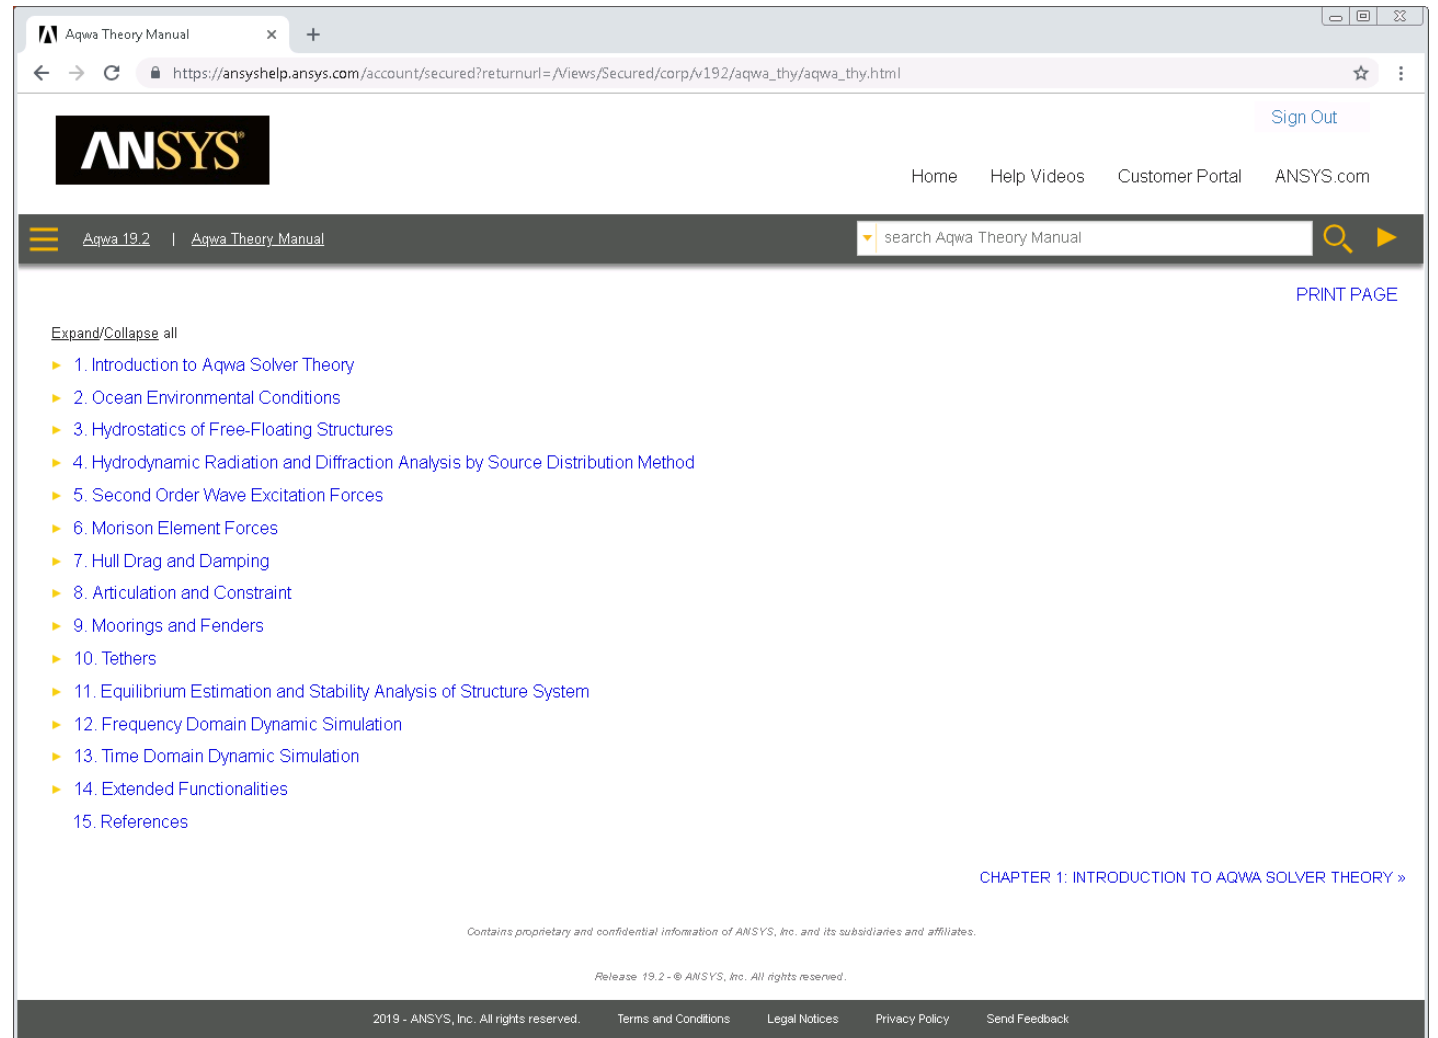 Aqwa Theory Manual
https://ansyshelp.ansys.com/account/secured?returnurl=/Views/Secured/corp/v192/aqwa_thy/aqwa_thy.html
ANSYS®
Sign Out
Home Help Videos Customer Portal ANSYS.com
Aqwa 19.2 | Aqwa Theory Manual
search Aqwa Theory Manual
PRINT PAGE
Expand/Collapse all
1. Introduction to Aqwa Solver Theory
2. Ocean Environmental Conditions
3. Hydrostatics of Free-Floating Structures
4. Hydrodynamic Radiation and Diffraction Analysis by Source Distribution Method
5. Second Order Wave Excitation Forces
6. Morison Element Forces
7. Hull Drag and Damping
8. Articulation and Constraint
9. Moorings and Fenders
10. Tethers
11. Equilibrium Estimation and Stability Analysis of Structure System
12. Frequency Domain Dynamic Simulation
13. Time Domain Dynamic Simulation
14. Extended Functionalities
15. References
CHAPTER 1: INTRODUCTION TO AQWA SOLVER THEORY »
Contains proprietary and confidential information of ANSYS, Inc. and its subsidiaries and affiliates.
Release 19.2 - © ANSYS, Inc. All rights reserved.
2019 - ANSYS, Inc. All rights reserved. Terms and Conditions Legal Notices Privacy Policy Send Feedback